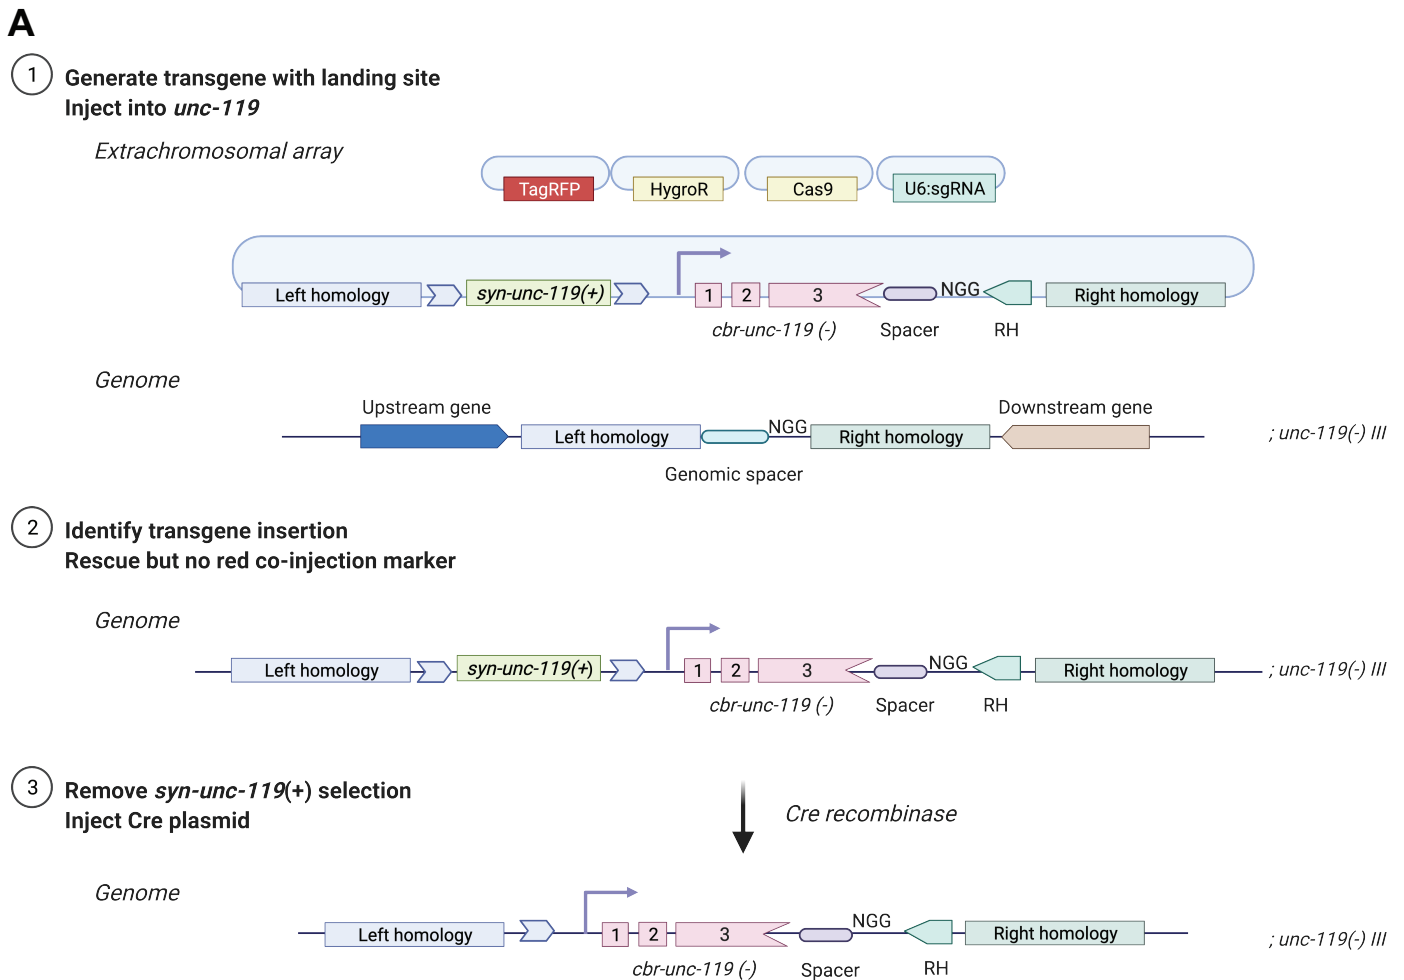 A
1 Generate transgene with landing site
Inject into unc-119
Extrachromosomal array
TagRFP HygroR Cas9 U6:sgRNA
Left homology syn-unc-119(+) 1 2 3 NGG Right homology
cbr-unc-119 (-) Spacer RH
Genome
Upstream gene Downstream gene
Left homology NGG Right homology ; unc-119(-) III
Genomic spacer
2 Identify transgene insertion
Rescue but no red co-injection marker
Genome
Left homology syn-unc-119(+) 1 2 3 NGG Right homology ; unc-119(-) III
cbr-unc-119 (-) Spacer RH
3 Remove syn-unc-119(+) selection
Inject Cre plasmid
Cre recombinase
Genome
Left homology 1 2 3 NGG Right homology ; unc-119(-) III
cbr-unc-119 (-) Spacer RH